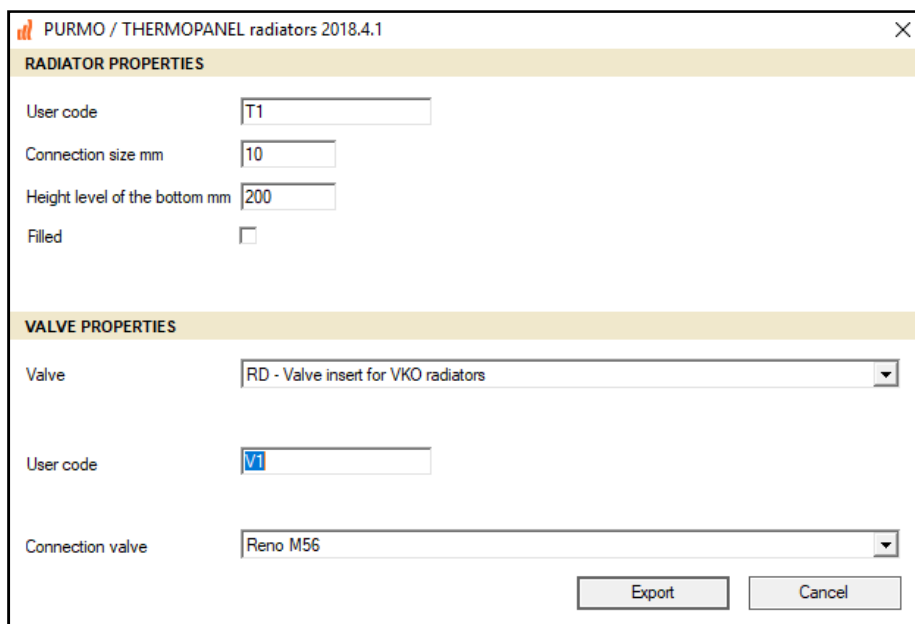 PURMO / THERMOPANEL radiators 2018.4.1
RADIATOR PROPERTIES
User code T1
Connection size mm 10
Height level of the bottom mm 200
Filled
VALVE PROPERTIES
Valve RD - Valve insert for VKO radiators
User code V1
Connection valve Reno M56
Export Cancel